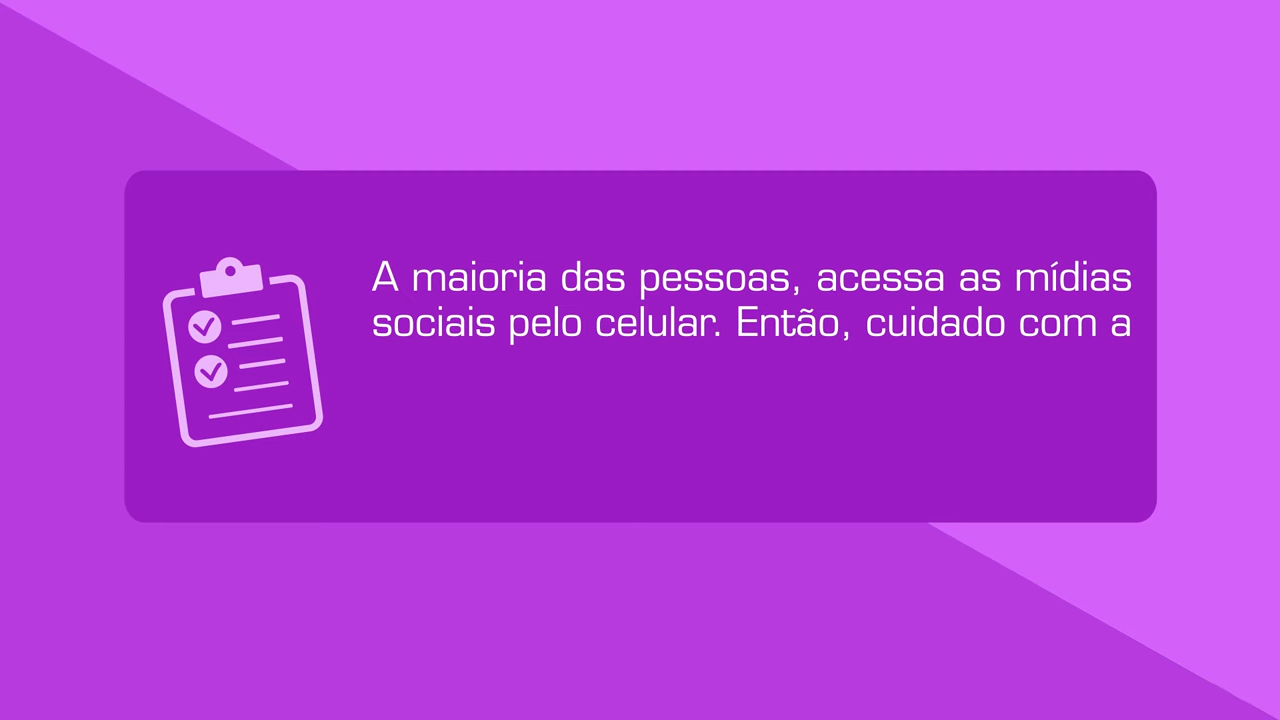 A maioria das pessoas, acessa as mídias
sociais pelo celular. Então, cuidado com a